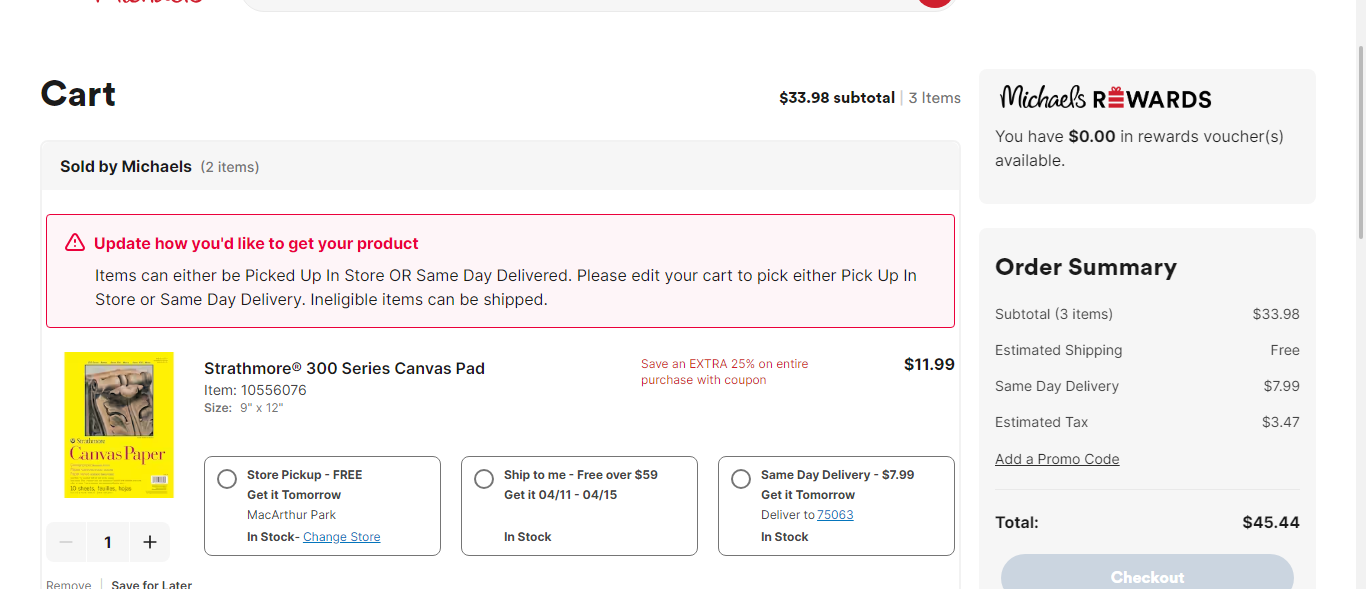 Cart
$33.98 subtotal | 3 Items
Sold by Michaels (2 items)
Update how you'd like to get your product
Items can either be Picked Up In Store OR Same Day Delivered. Please edit your cart to pick either Pick Up In
Store or Same Day Delivery. Ineligible items can be shipped.
Strathmore
Canvas Paper
Strathmore® 300 Series Canvas Pad
Item: 10556076
Size: 9" x 12"
Save an EXTRA 25% on entire
purchase with coupon
$11.99
Store Pickup - FREE
Get it Tomorrow
MacArthur Park
In Stock- Change Store
Ship to me - Free over $59
Get it 04/11 - 04/15
In Stock
Same Day Delivery - $7.99
Get it Tomorrow
Deliver to 75063
In Stock
1
Remove | Save for Later
Michaels REWARDS
You have $0.00 in rewards voucher(s)
available.
Order Summary
Subtotal (3 items) $33.98
Estimated Shipping Free
Same Day Delivery $7.99
Estimated Tax $3.47
Add a Promo Code
Total: $45.44
Checkout